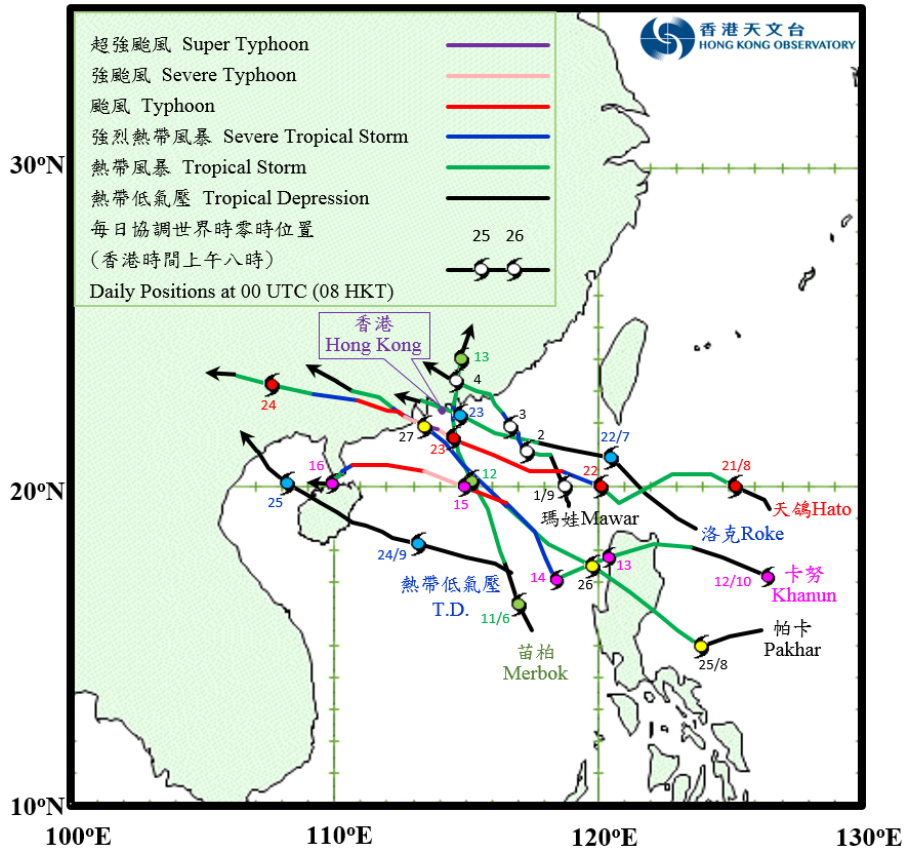 香港天文台
HONG KONG OBSERVATORY
超強颱風 Super Typhoon
強颱風 Severe Typhoon
颱風 Typhoon
強烈熱帶風暴 Severe Tropical Storm
熱帶風暴 Tropical Storm
熱帶低氣壓 Tropical Depression
每日協調世界時零時位置
25 26
(香港時間上午八時)
Daily Positions at 00 UTC (08 HKT)
30ºN
香港
Hong Kong
13
4
24
27
23
23
3
2
22/7
16
12
22
21/8
20ºN
25
15
1/9
瑪娃Mawar
天鴿Hato
洛克Roke
24/9
熱帶低氣壓
T.D.
14
26
13
12/10
卡努
Khanun
11/6
苗柏
Merbok
帕卡
Pakhar
25/8
10ºN
100ºE
110ºE
120ºE
130ºE